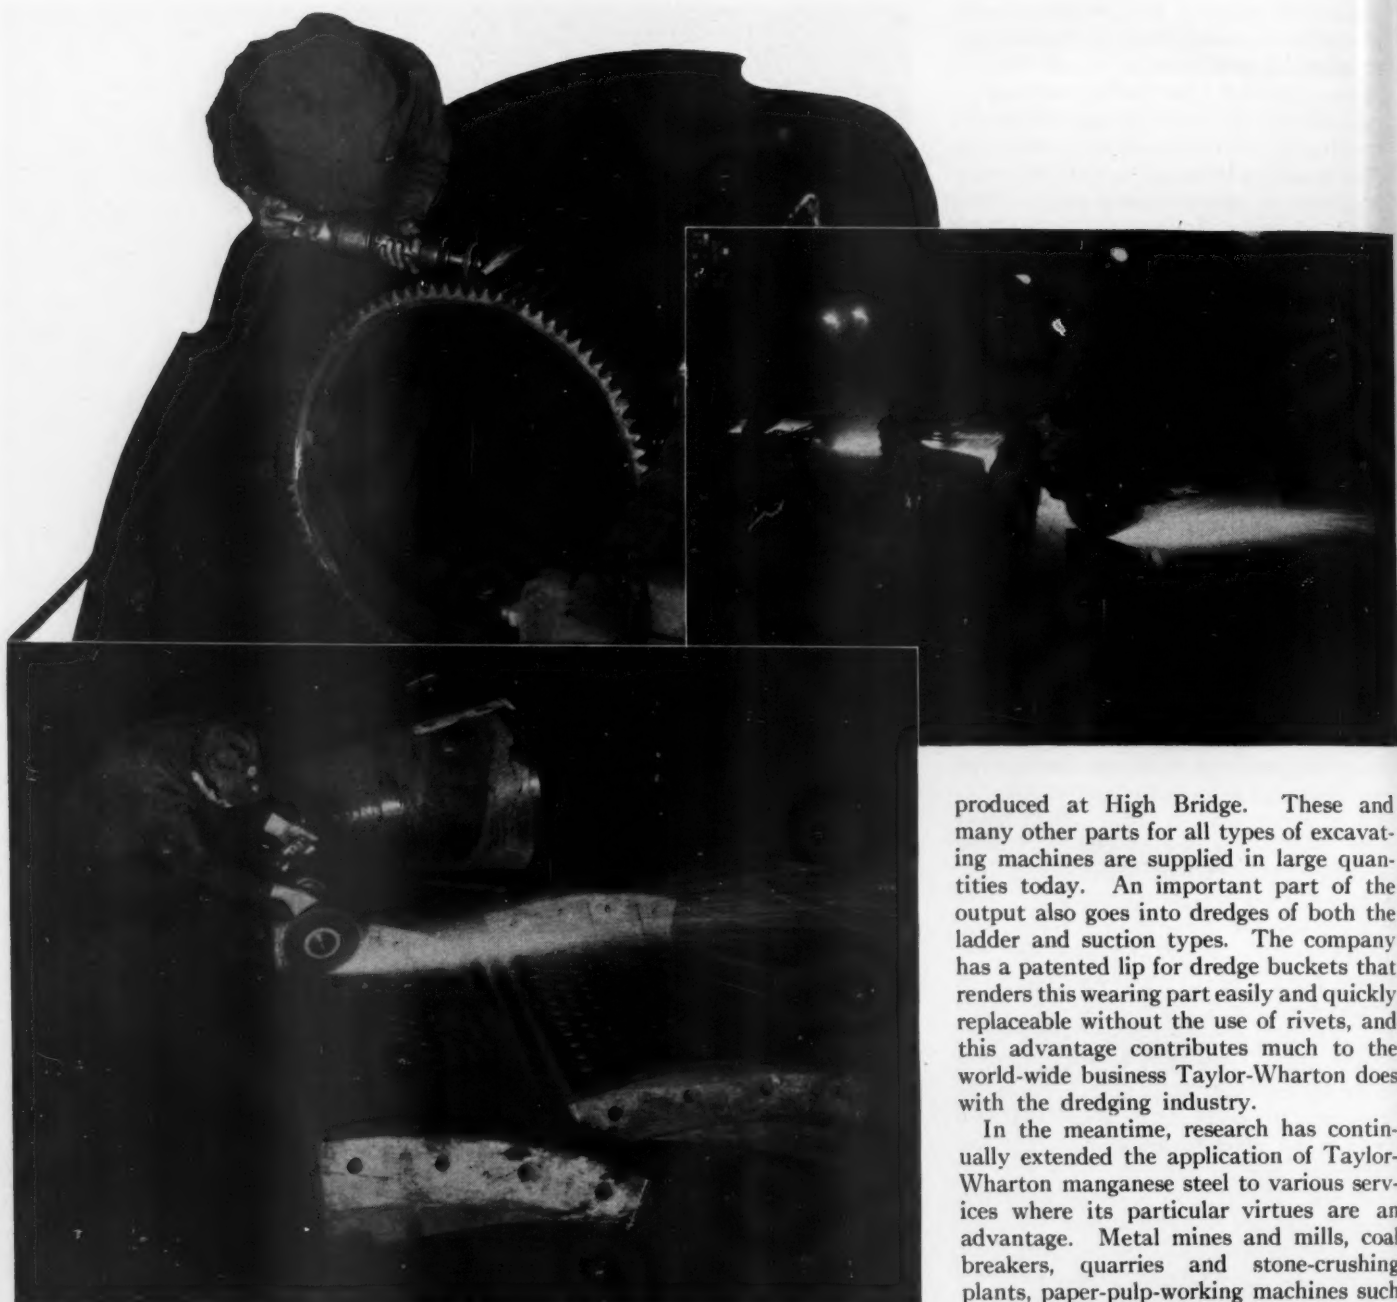 produced at High Bridge. These and
many other parts for all types of excavat-
ing machines are supplied in large quan-
tities today. An important part of the
output also goes into dredges of both the
ladder and suction types. The company
has a patented lip for dredge buckets that
renders this wearing part easily and quickly
replaceable without the use of rivets, and
this advantage contributes much to the
world-wide business Taylor-Wharton does
with the dredging industry.
In the meantime, research has contin-
ually extended the application of Taylor-
Wharton manganese steel to various serv-
ices where its particular virtues are an
advantage. Metal mines and mills, coal
breakers, quarries and stone-crushing
plants, paper-pulp-working machines such